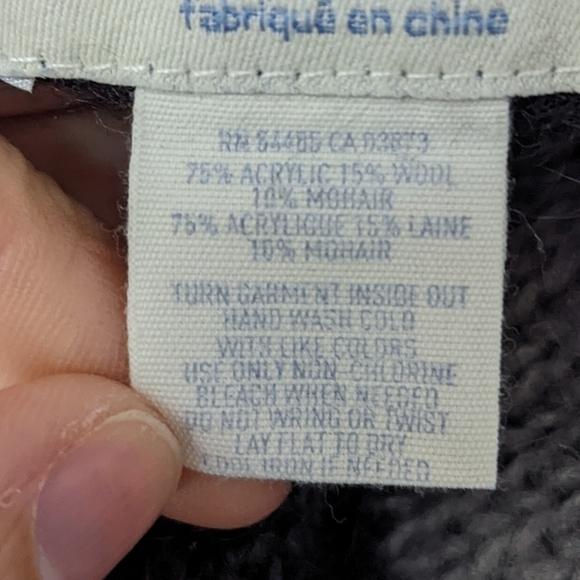 fabriqué en chine
RN 54485 CA 03873
75% ACRYLIC 15% WOOL
10% MOHAIR
75% ACRYLIQUE 15% LAINE
10% MOHAIR
TURN GARMENT INSIDE OUT
HAND WASH COLD
WITH LIKE COLORS
USE ONLY NON CHLORINE
BLEACH WHEN NEEDED
DO NOT WRING OR TWIST
LAY FLAT TO DRY
COOL IRON IF NEEDED